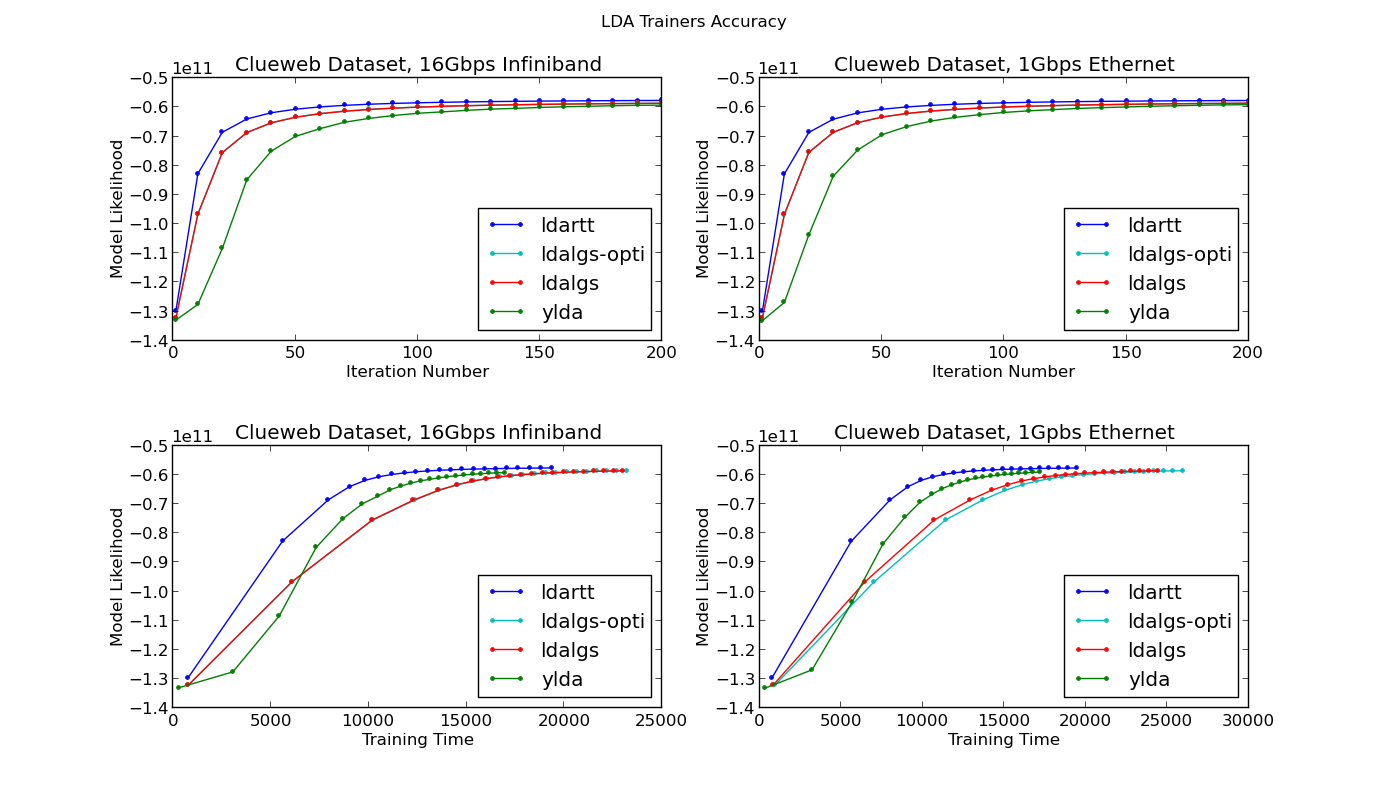 LDA Trainers Accuracy
Clueweb Dataset, 16Gbps Infiniband
1e11
−0.5
−0.6
−0.7
−0.8
−0.9
−1.0
−1.1
−1.2
−1.3
−1.4
Model Likelihood
ldartt
ldalgs-opti
ldalgs
ylda
0 50 100 150 200
Iteration Number
Clueweb Dataset, 1Gbps Ethernet
1e11
−0.5
−0.6
−0.7
−0.8
−0.9
−1.0
−1.1
−1.2
−1.3
−1.4
Model Likelihood
ldartt
ldalgs-opti
ldalgs
ylda
0 50 100 150 200
Iteration Number
Clueweb Dataset, 16Gbps Infiniband
1e11
−0.5
−0.6
−0.7
−0.8
−0.9
−1.0
−1.1
−1.2
−1.3
−1.4
Model Likelihood
ldartt
ldalgs-opti
ldalgs
ylda
0 5000 10000 15000 20000 25000
Training Time
Clueweb Dataset, 1Gpbs Ethernet
1e11
−0.5
−0.6
−0.7
−0.8
−0.9
−1.0
−1.1
−1.2
−1.3
−1.4
Model Likelihood
ldartt
ldalgs-opti
ldalgs
ylda
0 5000 10000 15000 20000 25000 30000
Training Time